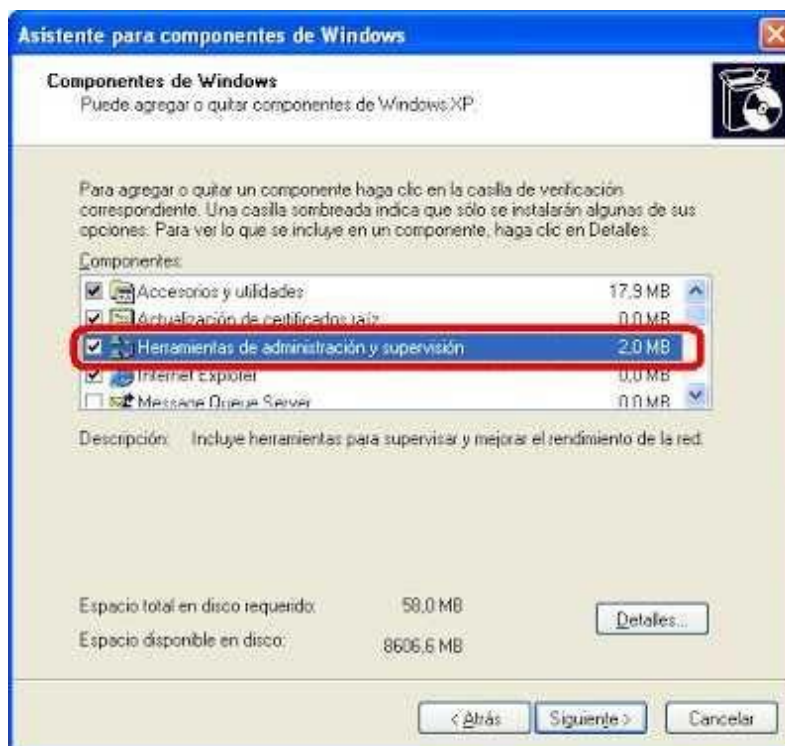 Asistente para componentes de Windows
Componentes de Windows
Puede agregar o quitar componentes de Windows XP.
Para agregar o quitar un componente haga clic en la casilla de verificación
correspondiente. Una casilla sombreada indica que sólo se instalarán algunas de sus
opciones. Para ver lo que se incluye en un componente, haga clic en Detalles.
Componentes:
Accesorios y utilidades 17,9 MB
Actualización de certificados raíz 0,0 MB
Herramientas de administración y supervisión 2,0 MB
Internet Explorer 0,0 MB
Message Queue Server 0,0 MB
Descripción: Incluye herramientas para supervisar y mejorar el rendimiento de la red.
Espacio total en disco requerido: 58,0 MB
Espacio disponible en disco: 8606,6 MB
Detalles...
< Atrás
Siguiente >
Cancelar